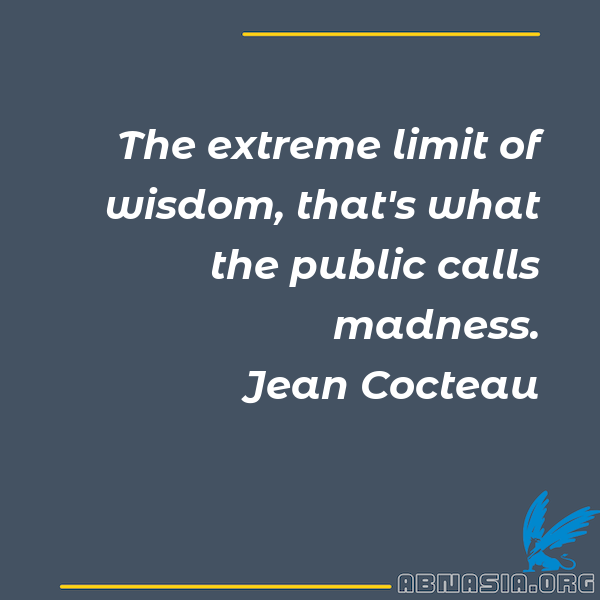 The extreme limit of
wisdom, that's what
the public calls
madness.
Jean Cocteau
ABNASIA.ORG